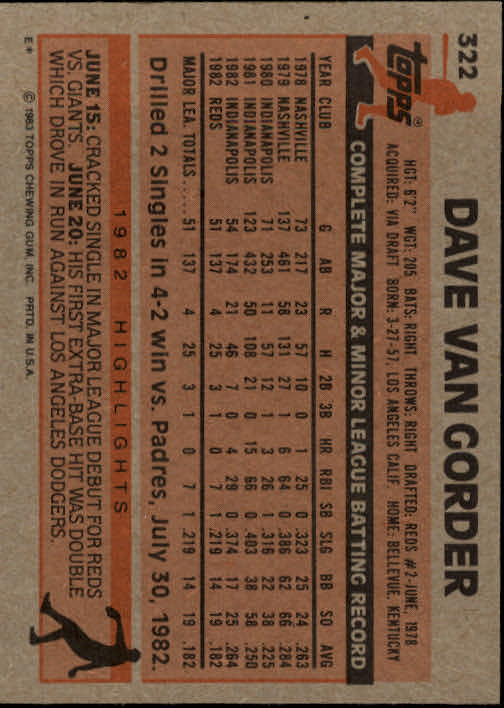 322
DAVE VAN GORDER
topps®
HGT: 6'2" WGT: 205 BATS: RIGHT THROWS: RIGHT DRAFTED: REDS #2-JUNE, 1978
ACQUIRED: VIA DRAFT BORN: 3-27-57, LOS ANGELES CALIF. HOME: BELLEVUE, KENTUCKY
COMPLETE MAJOR & MINOR LEAGUE BATTING RECORD
YEAR CLUB G AB R H 2B 3B HR RBI SB SLG BB SO AVG
1978 NASHVILLE 73 217 23 57 10 0 1 25 0 .323 25 24 .263
1979 NASHVILLE 137 461 58 131 27 1 6 64 0 .386 62 66 .284
1980 INDIANAPOLIS 71 253 11 57 12 1 3 26 1 .316 22 38 .225
1981 INDIANAPOLIS 123 432 50 108 21 0 15 66 0 .403 38 58 .250
1982 INDIANAPOLIS 54 174 21 46 7 0 4 29 0 .374 17 25 .264
1982 REDS 51 137 4 25 3 1 0 7 1 .219 14 19 .182
MAJOR LEA. TOTALS..... 51 137 4 25 3 1 0 7 1 .219 14 19 .182
Drilled 2 Singles in 4-2 win vs. Padres, July 30, 1982.
1982 HIGHLIGHTS
JUNE 15: CRACKED SINGLE IN MAJOR LEAGUE DEBUT FOR REDS
VS. GIANTS. JUNE 20: HIS FIRST EXTRA-BASE HIT WAS DOUBLE
WHICH DROVE IN RUN AGAINST LOS ANGELES DODGERS.
E* © 1983 TOPPS CHEWING GUM, INC. PRTD. IN U.S.A.